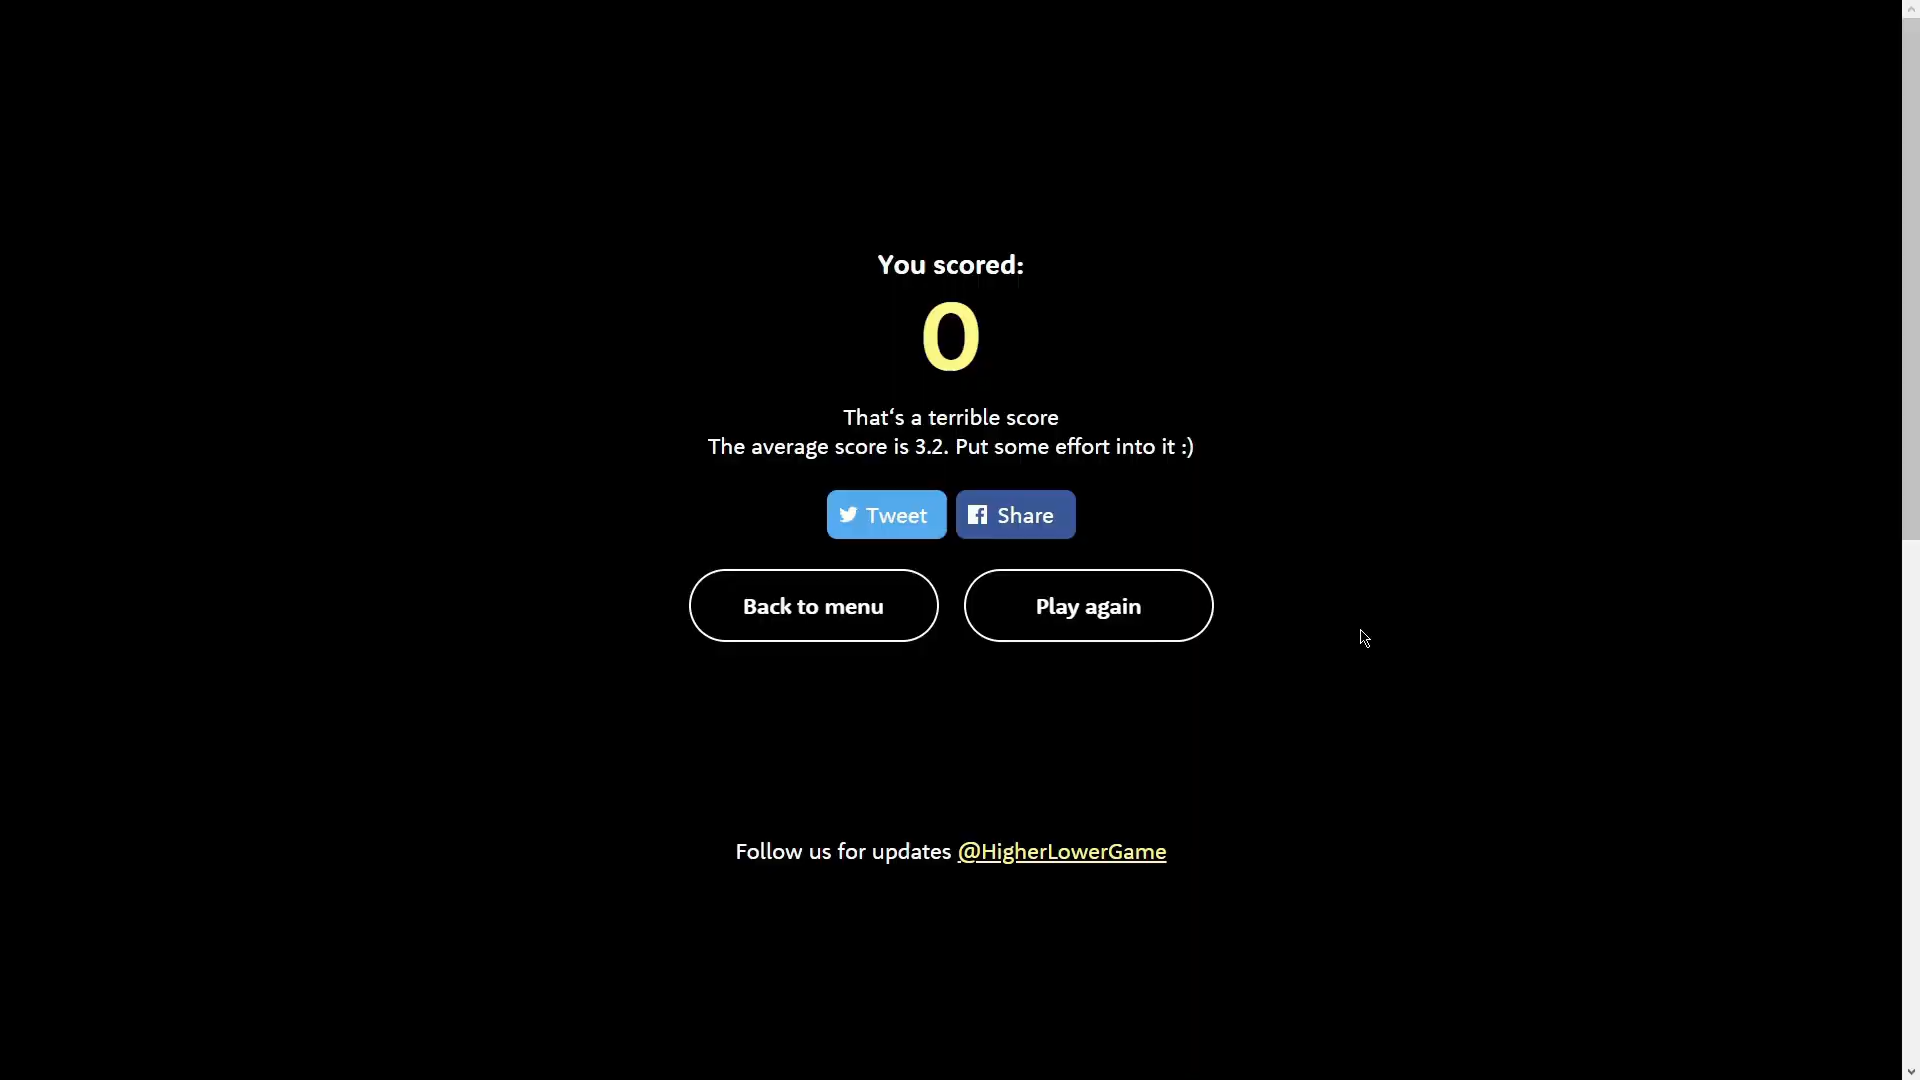 You scored:
0
That‘s a terrible score
The average score is 3.2. Put some effort into it :)
Tweet
Share
Back to menu
Play again
Follow us for updates @HigherLowerGame